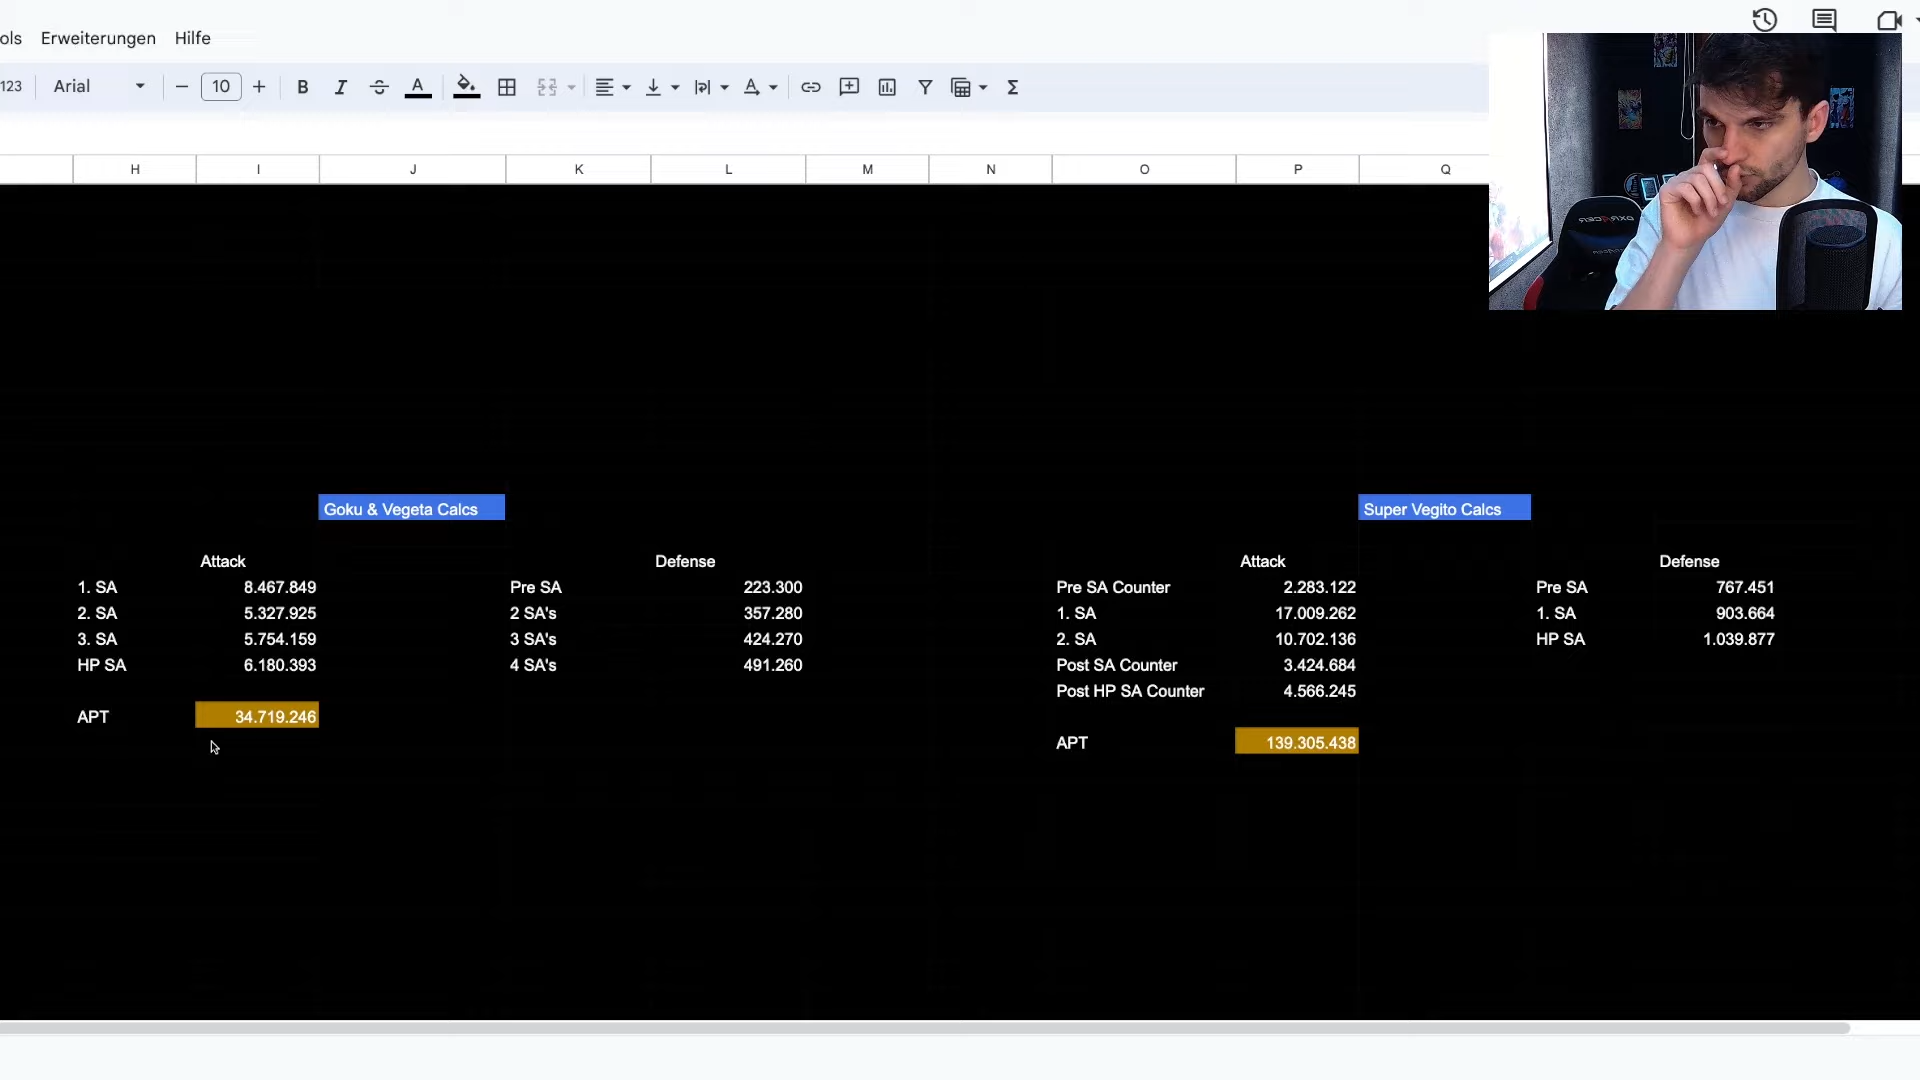 ols Erweiterungen Hilfe
123 Arial 10 B I S A Σ
H I J K L M N O P Q
DXRACER
Goku & Vegeta Calcs Super Vegito Calcs
Attack Defense Attack Defense
1. SA 8.467.849 Pre SA 223.300 Pre SA Counter 2.283.122 Pre SA 767.451
2. SA 5.327.925 2 SA's 357.280 1. SA 17.009.262 1. SA 903.664
3. SA 5.754.159 3 SA's 424.270 2. SA 10.702.136 HP SA 1.039.877
HP SA 6.180.393 4 SA's 491.260 Post SA Counter 3.424.684
Post HP SA Counter 4.566.245
APT 34.719.246
APT 139.305.438